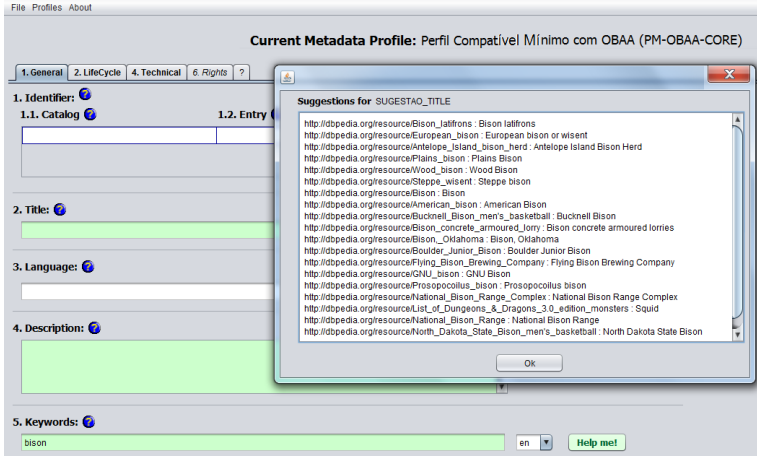 File Profiles About
Current Metadata Profile: Perfil Compatível Mínimo com OBAA (PM-OBAA-CORE)
1. General 2. LifeCycle 4. Technical 6. Rights ?
X
1. Identifier: ?
1.1. Catalog ? 1.2. Entry
Suggestions for SUGESTAO_TITLE
http://dbpedia.org/resource/Bison_latifrons : Bison latifrons
http://dbpedia.org/resource/European_bison : European bison or wisent
http://dbpedia.org/resource/Antelope_Island_bison_herd : Antelope Island Bison Herd
http://dbpedia.org/resource/Plains_bison : Plains Bison
http://dbpedia.org/resource/Wood_bison : Wood Bison
http://dbpedia.org/resource/Steppe_wisent : Steppe bison
http://dbpedia.org/resource/Bison : Bison
http://dbpedia.org/resource/American_bison : American Bison
http://dbpedia.org/resource/Bucknell_Bison_men's_basketball : Bucknell Bison
http://dbpedia.org/resource/Bison_concrete_armoured_lorry : Bison concrete armoured lorries
http://dbpedia.org/resource/Bison,_Oklahoma : Bison, Oklahoma
http://dbpedia.org/resource/Boulder_Junior_Bison : Boulder Junior Bison
http://dbpedia.org/resource/Flying_Bison_Brewing_Company : Flying Bison Brewing Company
http://dbpedia.org/resource/GNU_bison : GNU Bison
http://dbpedia.org/resource/Prosopocoilus_bison : Prosopocoilus bison
http://dbpedia.org/resource/National_Bison_Range_Complex : National Bison Range Complex
http://dbpedia.org/resource/List_of_Dungeons_&_Dragons_3.0_edition_monsters : Squid
http://dbpedia.org/resource/National_Bison_Range : National Bison Range
http://dbpedia.org/resource/North_Dakota_State_Bison_men's_basketball : North Dakota State Bison
Ok
2. Title: ?
3. Language: ?
4. Description: ?
5. Keywords: ?
bison en Help me!